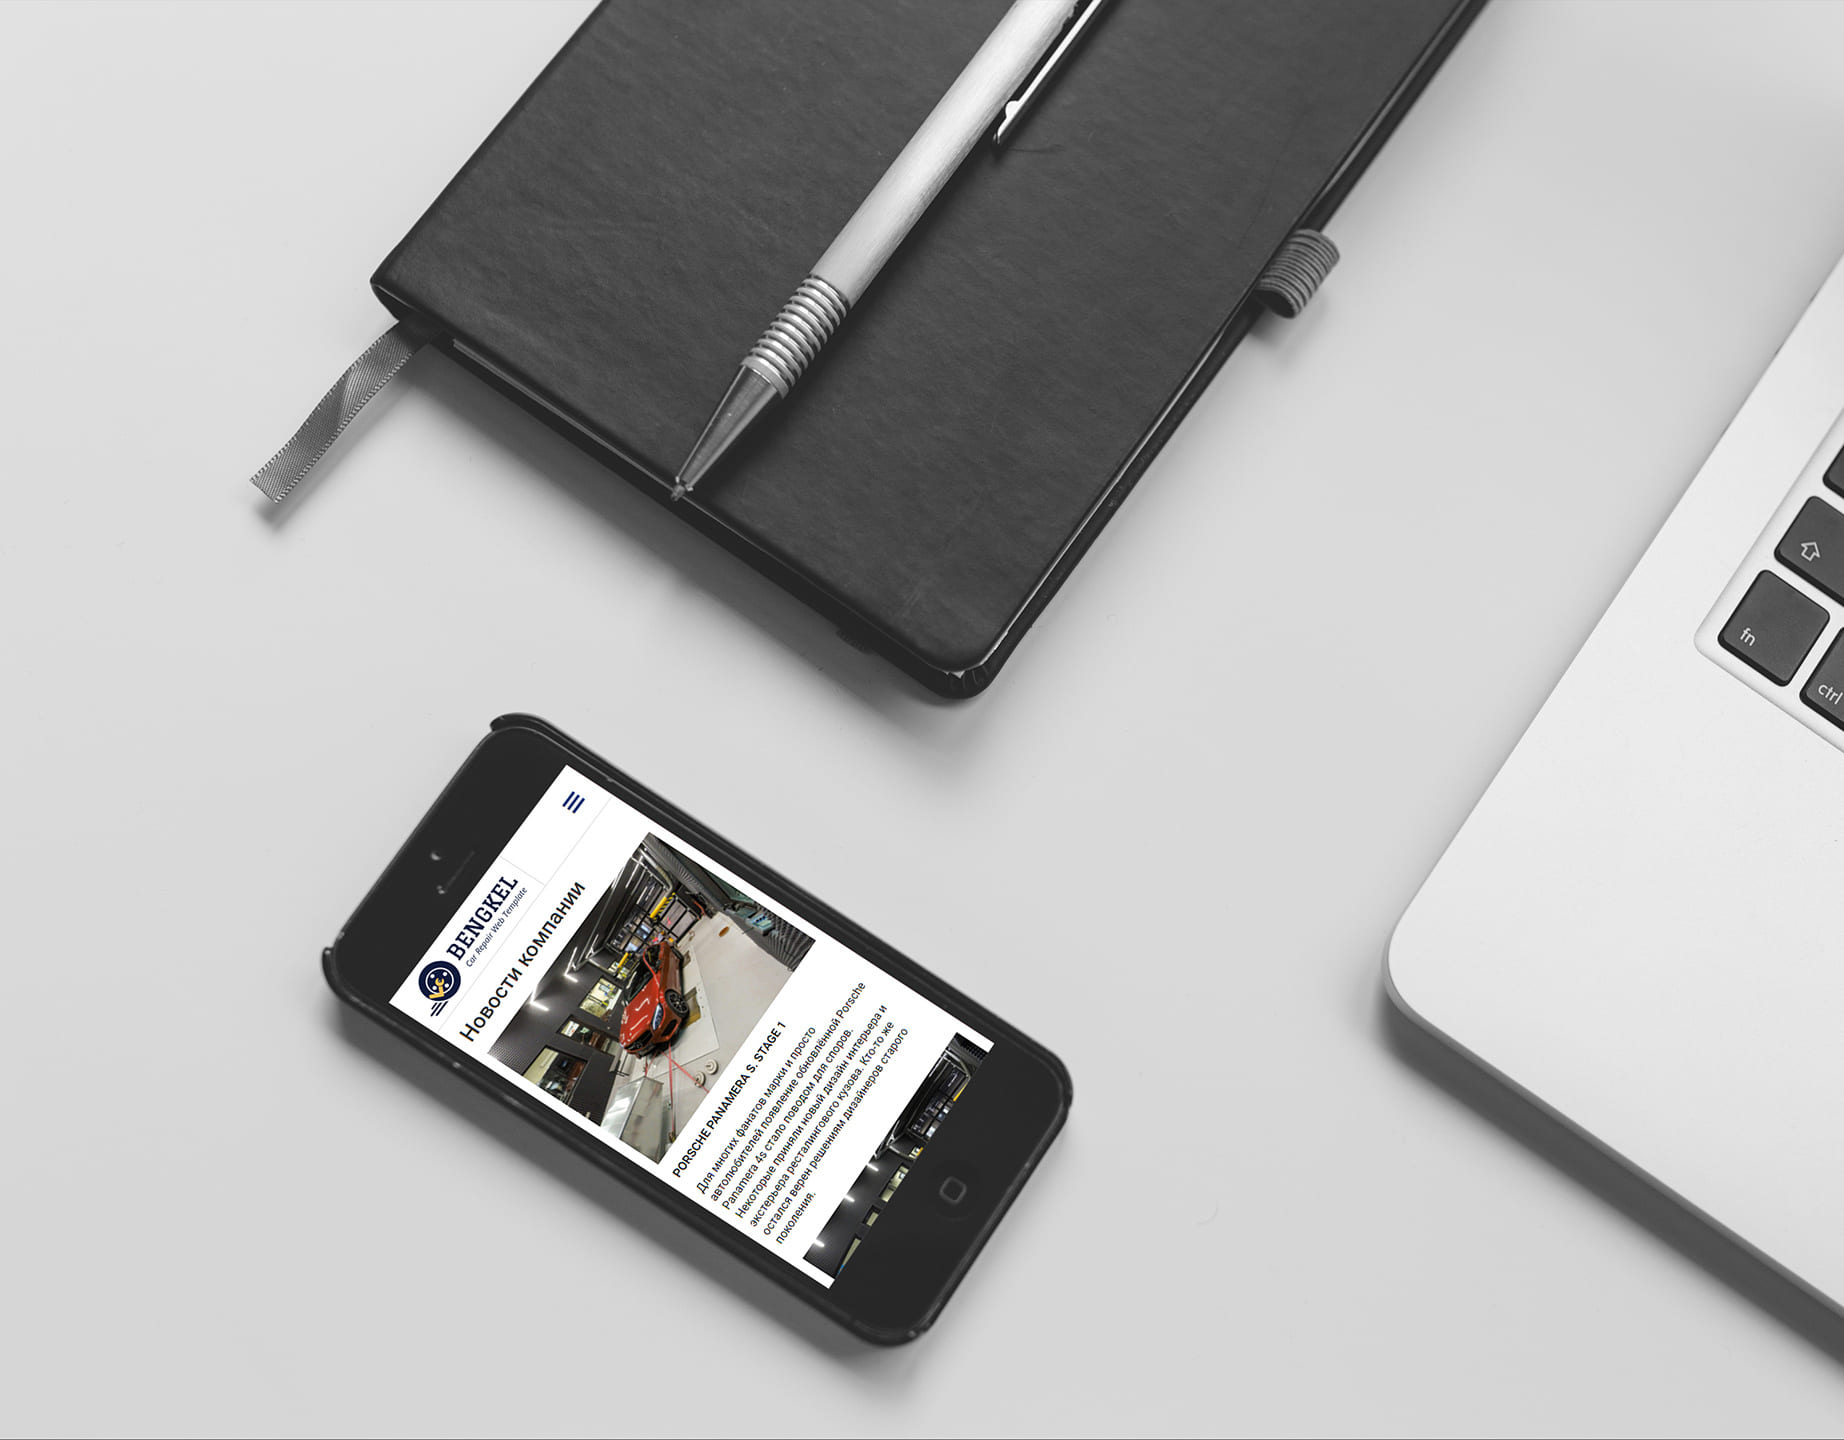 BENGKEL
Car Repair Web Template
Новости компании
PORSCHE PANAMERA S. STAGE 1
Для многих фанатов марки и просто
автолюбителей появление обновлённой Porsche
Panamera 4s стало поводом для споров.
Некоторые приняли новый дизайн интерьера и
экстерьера ресталингового кузова. Кто-то же
остался верен решениям дизайнеров старого
поколения.
fn
ctrl